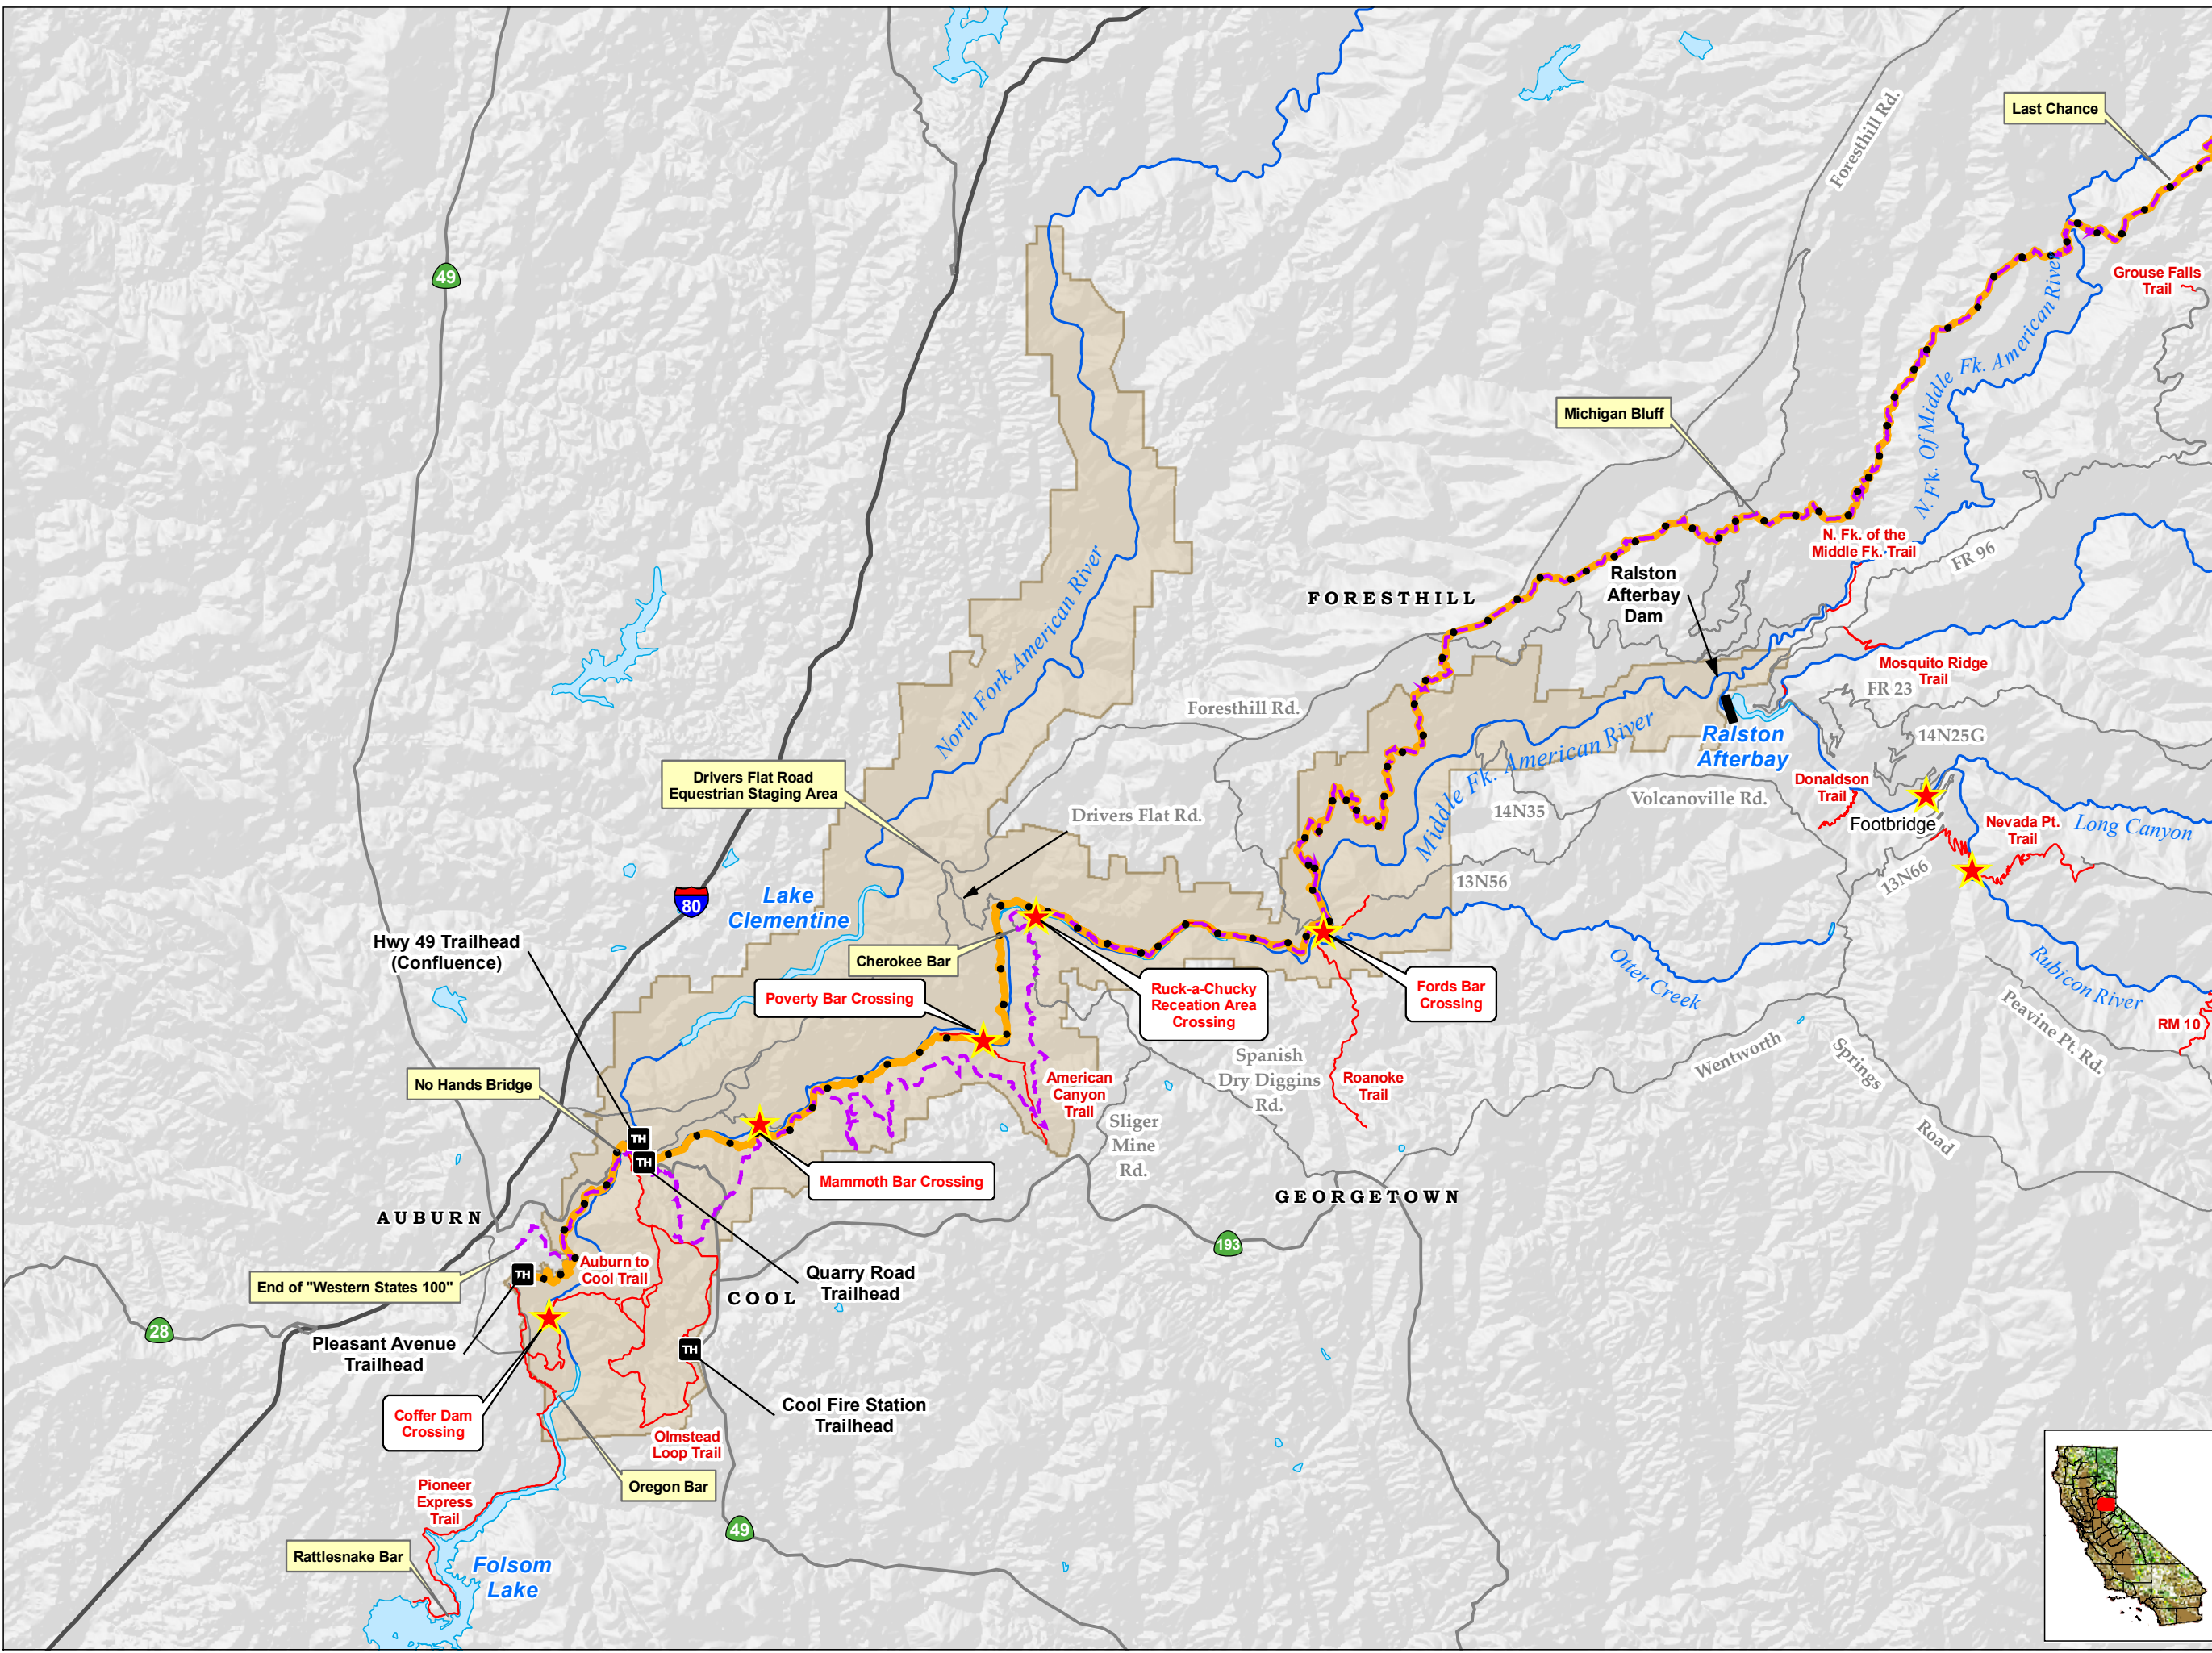 Last Chance
Foresthill Rd.
49
Grouse Falls
Trail
N. Fk. Of Middle Fk. American River
Michigan Bluff
N. Fk. of the
Middle Fk. Trail
FR 96
Ralston
Afterbay
Dam
FORESTHILL
North Fork American River
Mosquito Ridge
Trail
FR 23
Foresthill Rd.
Ralston
Afterbay
14N25G
Middle Fk. American River
Drivers Flat Road
Equestrian Staging Area
Donaldson
Trail
Volcanoville Rd.
14N35
Drivers Flat Rd.
Footbridge
Nevada Pt.
Trail
Long Canyon
13N66
13N56
80
Lake
Clementine
Hwy 49 Trailhead
(Confluence)
Cherokee Bar
Poverty Bar Crossing
Ruck-a-Chucky
Receation Area
Crossing
Fords Bar
Crossing
Otter Creek
Rubicon River
Peavine Pt. Rd.
RM 10
Wentworth
Springs
Road
Spanish
Dry Diggins
Rd.
Roanoke
Trail
American
Canyon
Trail
No Hands Bridge
Sliger
Mine
Rd.
TH
TH
Mammoth Bar Crossing
GEORGETOWN
AUBURN
193
Auburn to
Cool Trail
TH
End of "Western States 100"
Quarry Road
Trailhead
COOL
28
Pleasant Avenue
Trailhead
TH
Coffer Dam
Crossing
Cool Fire Station
Trailhead
Olmstead
Loop Trail
Oregon Bar
Pioneer
Express
Trail
49
Rattlesnake Bar
Folsom
Lake